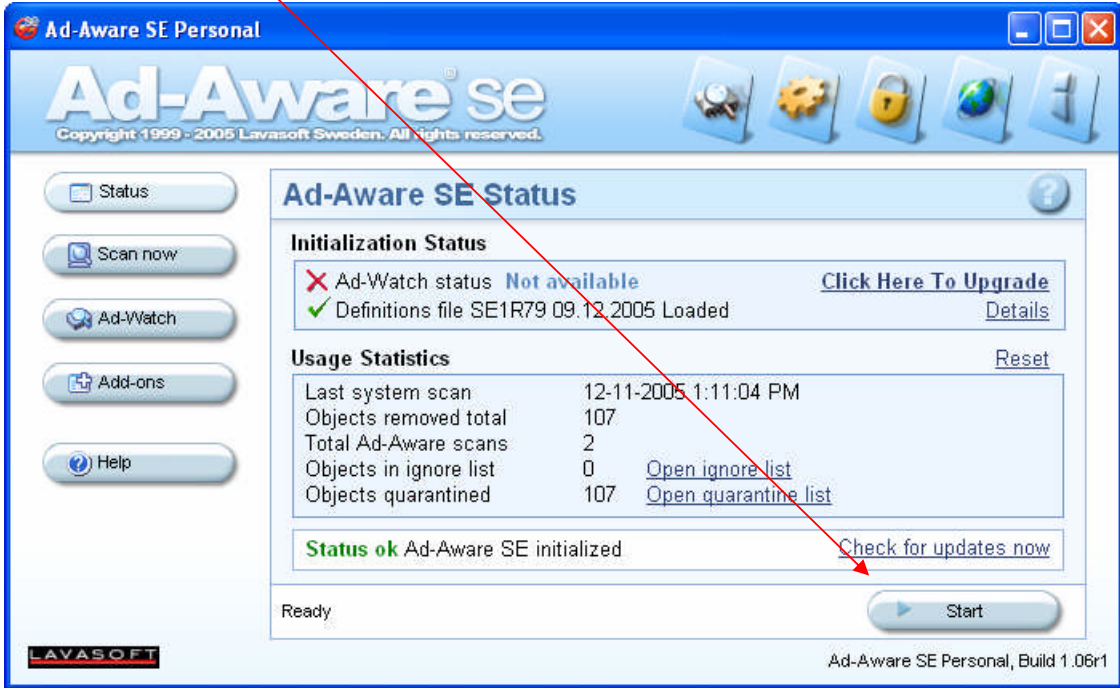 Ad-Aware SE Personal
Ad-Aware SE
Copyright 1999 - 2005 Lavasoft Sweden. All rights reserved.
Status
Scan now
Ad-Watch
Add-ons
Help
Ad-Aware SE Status
Initialization Status
Ad-Watch status Not available Click Here To Upgrade
Definitions file SE1R79 09.12.2005 Loaded Details
Usage Statistics Reset
Last system scan 12-11-2005 1:11:04 PM
Objects removed total 107
Total Ad-Aware scans 2
Objects in ignore list 0 Open ignore list
Objects quarantined 107 Open quarantine list
Status ok Ad-Aware SE initialized Check for updates now
Ready Start
LAVASOFT
Ad-Aware SE Personal, Build 1.06r1